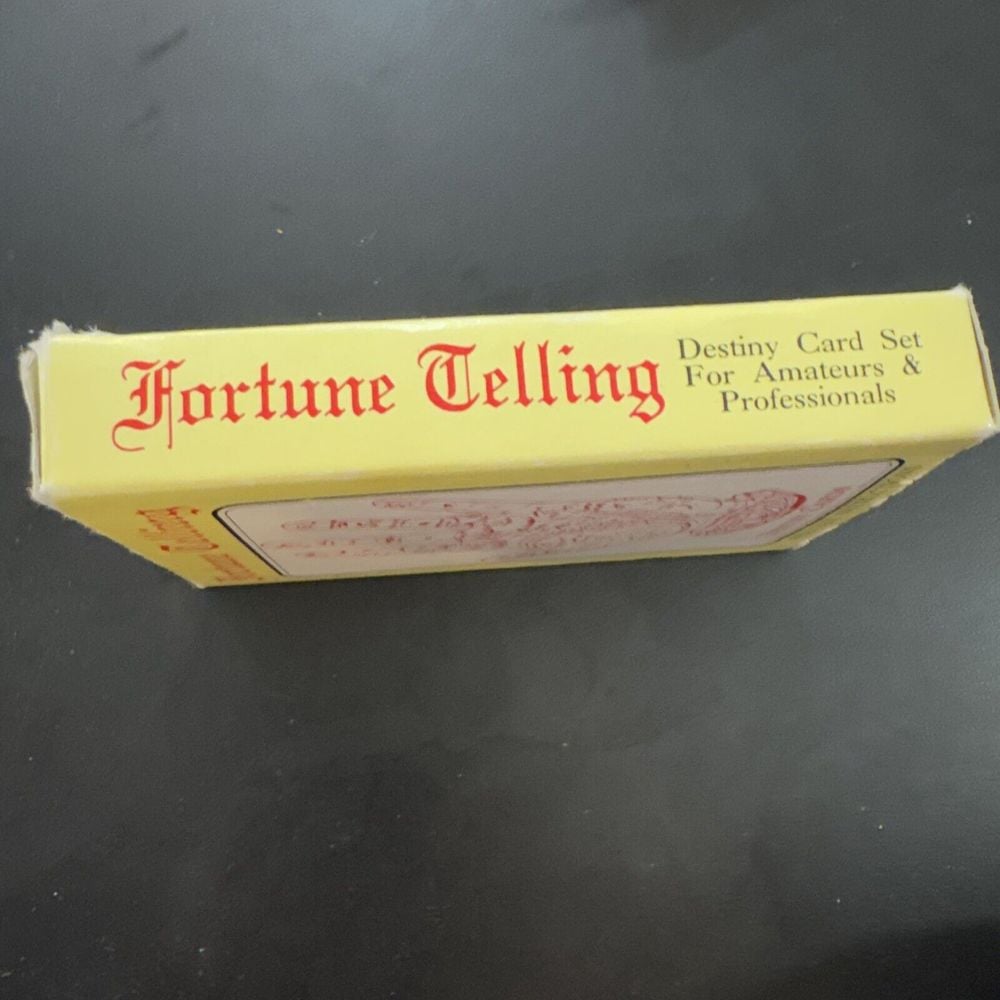 Fortune Telling
Destiny Card Set
For Amateurs &
Professionals